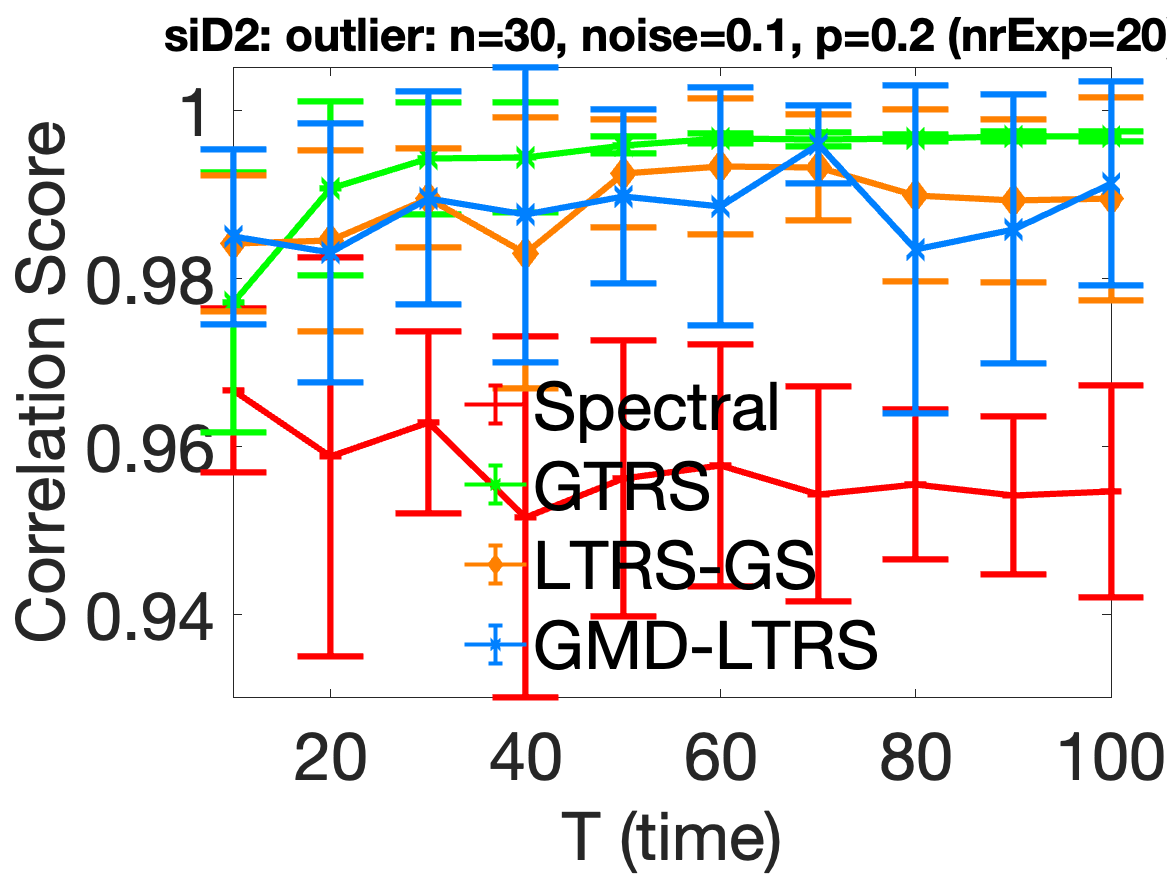 siD2: outlier: n=30, noise=0.1, p=0.2 (nrExp=20
Correlation Score
1
0.98
0.96
0.94
Spectral
GTRS
LTRS-GS
GMD-LTRS
20 40 60 80 100
T (time)